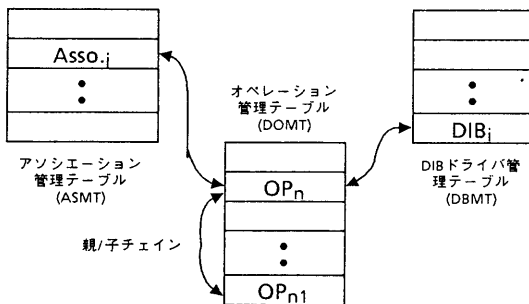 Asso.j
アソシエーション
管理テーブル
(ASMT)
オペレーション
管理テーブル
(DOMT)
OPn
親/子チェイン
OPn1
DIBi
DIBドライバ管
理テーブル
(DBMT)